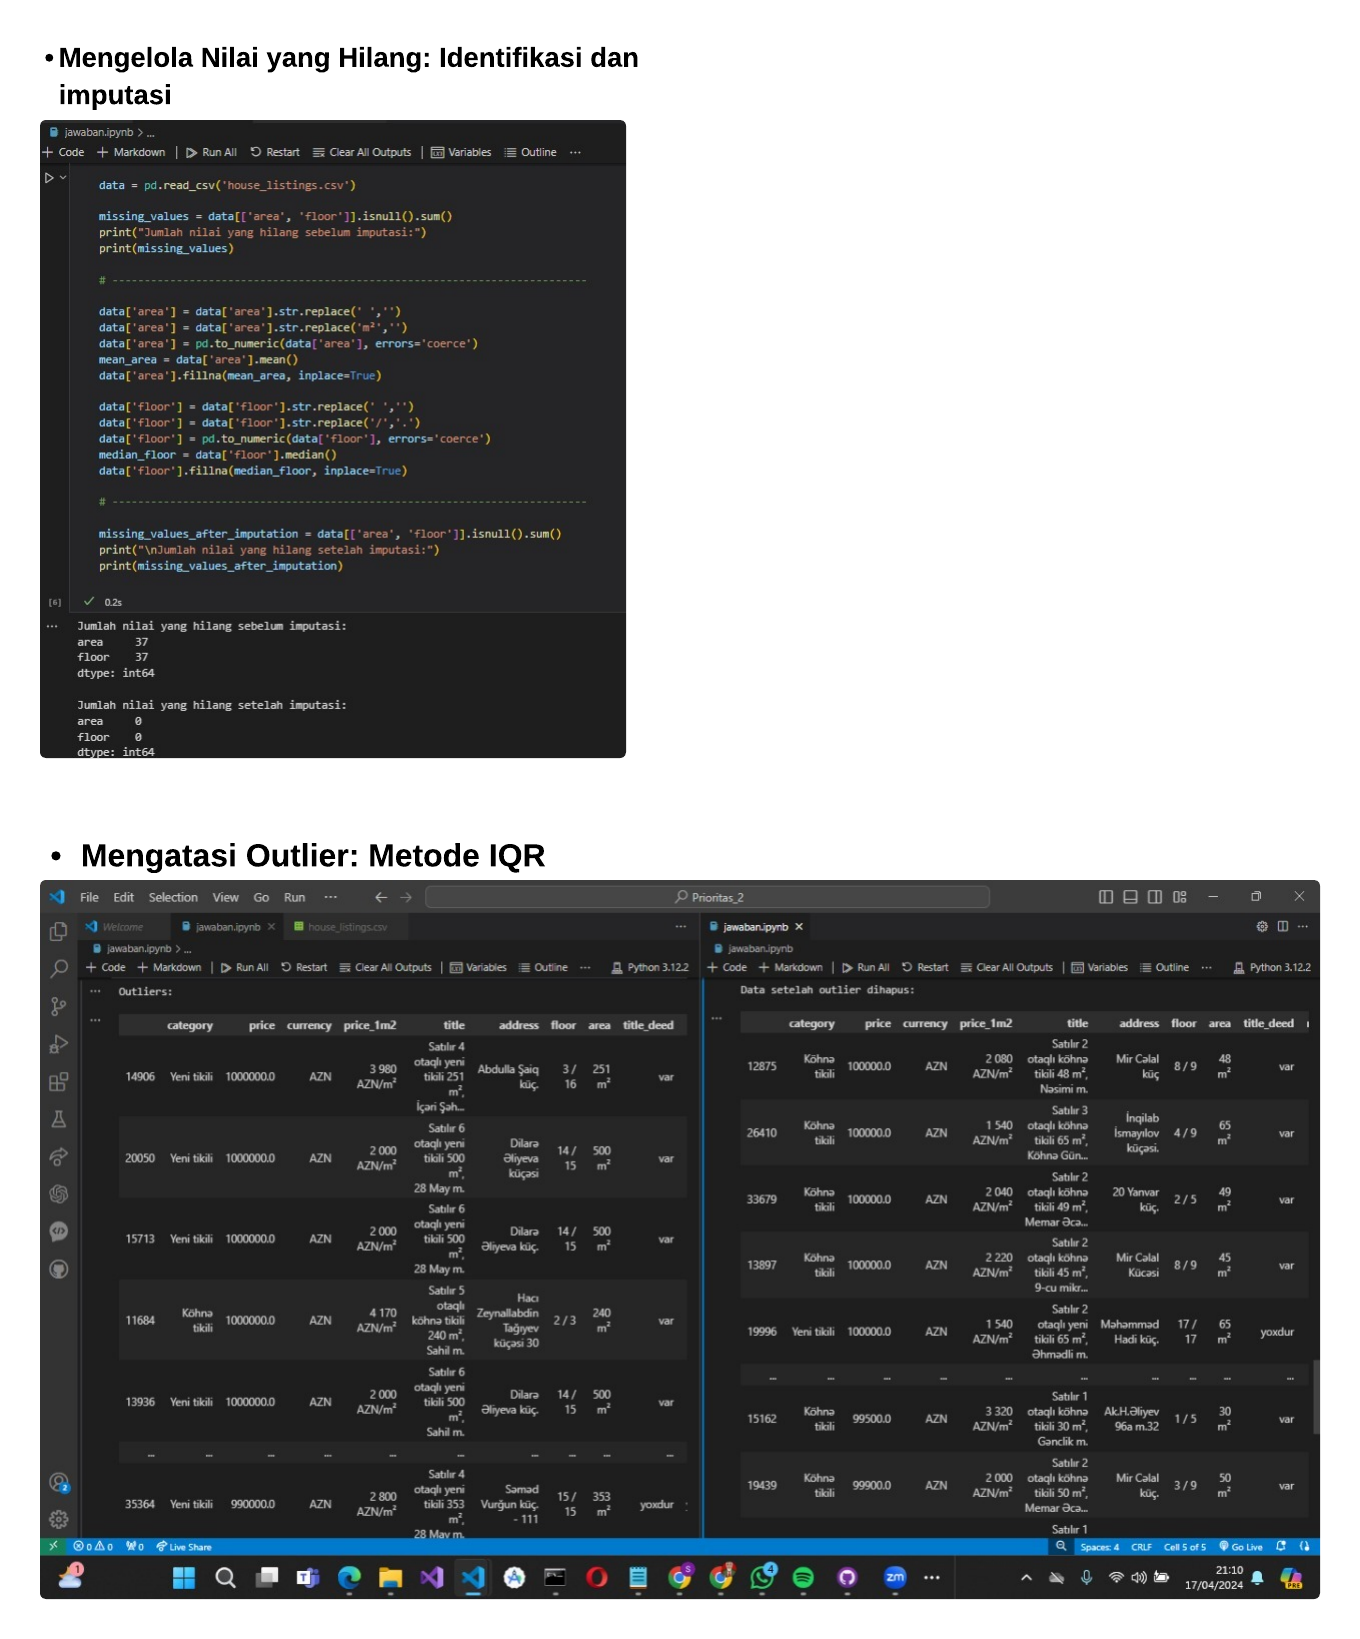 • Mengelola Nilai yang Hilang: Identifikasi dan
imputasi
jawaban.ipynb > ...
+ Code + Markdown | Run All Restart Clear All Outputs | Variables Outline ...
data = pd.read_csv('house_listings.csv')
missing_values = data[['area', 'floor']].isnull().sum()
print("Jumlah nilai yang hilang sebelum imputasi:")
print(missing_values)
# --------------------------------------------------------------------------
data['area'] = data['area'].str.replace(' ','')
data['area'] = data['area'].str.replace('m²','')
data['area'] = pd.to_numeric(data['area'], errors='coerce')
mean_area = data['area'].mean()
data['area'].fillna(mean_area, inplace=True)
data['floor'] = data['floor'].str.replace(' ','')
data['floor'] = data['floor'].str.replace('/','.')
data['floor'] = pd.to_numeric(data['floor'], errors='coerce')
median_floor = data['floor'].median()
data['floor'].fillna(median_floor, inplace=True)
# --------------------------------------------------------------------------
missing_values_after_imputation = data[['area', 'floor']].isnull().sum()
print("\nJumlah nilai yang hilang setelah imputasi:")
print(missing_values_after_imputation)
[6] 0.2s
... Jumlah nilai yang hilang sebelum imputasi:
area 37
floor 37
dtype: int64
Jumlah nilai yang hilang setelah imputasi:
area 0
floor 0
dtype: int64
• Mengatasi Outlier: Metode IQR
File Edit Selection View Go Run ... Prioritas_2
Welcome jawaban.ipynb house_listings.csv ...
jawaban.ipynb > ...
+ Code + Markdown | Run All Restart Clear All Outputs | Variables Outline ... Python 3.12.2
... Outliers:
...
category price currency price_1m2 title address floor area title_deed
14906 Yeni tikili 1000000.0 AZN 3 980 AZN/m² Satılır 4 otaqlı yeni tikili 251 m², İçəri Şəh... Abdulla Şaiq küç. 3 / 16 251 m² var
20050 Yeni tikili 1000000.0 AZN 2 000 AZN/m² Satılır 6 otaqlı yeni tikili 500 m², 28 May m. Dilarə Əliyeva küçəsi 14 / 15 500 m² var
15713 Yeni tikili 1000000.0 AZN 2 000 AZN/m² Satılır 6 otaqlı yeni tikili 500 m², 28 May m. Dilarə Əliyeva küç. 14 / 15 500 m² var
11684 Köhnə tikili 1000000.0 AZN 4 170 AZN/m² Satılır 5 otaqlı köhnə tikili 240 m², Sahil m. Hacı Zeynallabdin Tağıyev küçəsi 30 2 / 3 240 m² var
13936 Yeni tikili 1000000.0 AZN 2 000 AZN/m² Satılır 6 otaqlı yeni tikili 500 m², Sahil m. Dilarə Əliyeva küç. 14 / 15 500 m² var
... ... ... ... ... ... ... ... ... ...
35364 Yeni tikili 990000.0 AZN 2 800 AZN/m² Satılır 4 otaqlı yeni tikili 353 m², 28 May m. Səməd Vurğun küç. - 111 15 / 15 353 m² yoxdur
jawaban.ipynb ...
jawaban.ipynb
+ Code + Markdown | Run All Restart Clear All Outputs | Variables Outline ... Python 3.12.2
Data setelah outlier dihapus:
...
category price currency price_1m2 title address floor area title_deed
12875 Köhnə tikili 100000.0 AZN 2 080 AZN/m² Satılır 2 otaqlı köhnə tikili 48 m², Nəsimi m. Mir Cəlal küç 8 / 9 48 m² var
26410 Köhnə tikili 100000.0 AZN 1 540 AZN/m² Satılır 3 otaqlı köhnə tikili 65 m², Köhnə Gün... İnqilab İsmayılov küçəsi. 4 / 9 65 m² var
33679 Köhnə tikili 100000.0 AZN 2 040 AZN/m² Satılır 2 otaqlı köhnə tikili 49 m², Memar Əcə... 20 Yanvar küç. 2 / 5 49 m² var
13897 Köhnə tikili 100000.0 AZN 2 220 AZN/m² Satılır 2 otaqlı köhnə tikili 45 m², 9-cu mikr... Mir Cəlal Kücəsi 8 / 9 45 m² var
19996 Yeni tikili 100000.0 AZN 1 540 AZN/m² Satılır 2 otaqlı yeni tikili 65 m², Əhmədli m. Məhəmməd Hadi küç. 17 / 17 65 m² yoxdur
... ... ... ... ... ... ... ... ... ...
15162 Köhnə tikili 99500.0 AZN 3 320 AZN/m² Satılır 1 otaqlı köhnə tikili 30 m², Gənclik m. Ak.H.Əliyev 96a m.32 1 / 5 30 m² var
19439 Köhnə tikili 99900.0 AZN 2 000 AZN/m² Satılır 2 otaqlı köhnə tikili 50 m², Memar Əcə... Mir Cəlal küç. 3 / 9 50 m² var
Satılır 1
0 0 0 Live Share Spaces: 4 CRLF Cell 5 of 5 Go Live
21:10
17/04/2024